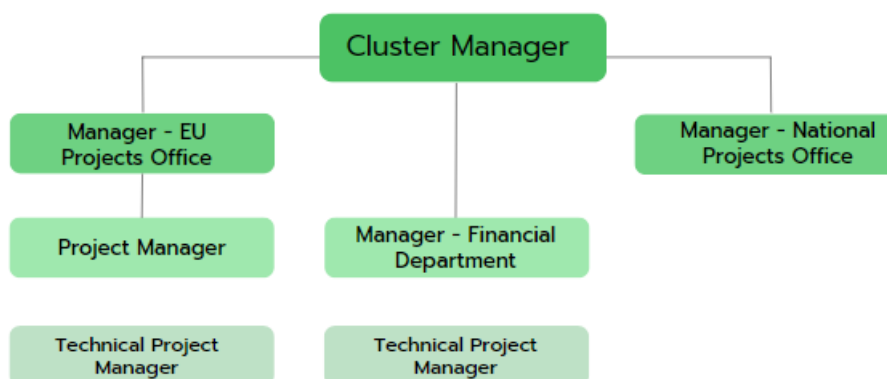 Cluster Manager
Manager - EU
Projects Office
Manager - National
Projects Office
Project Manager
Manager - Financial
Department
Technical Project
Manager
Technical Project
Manager